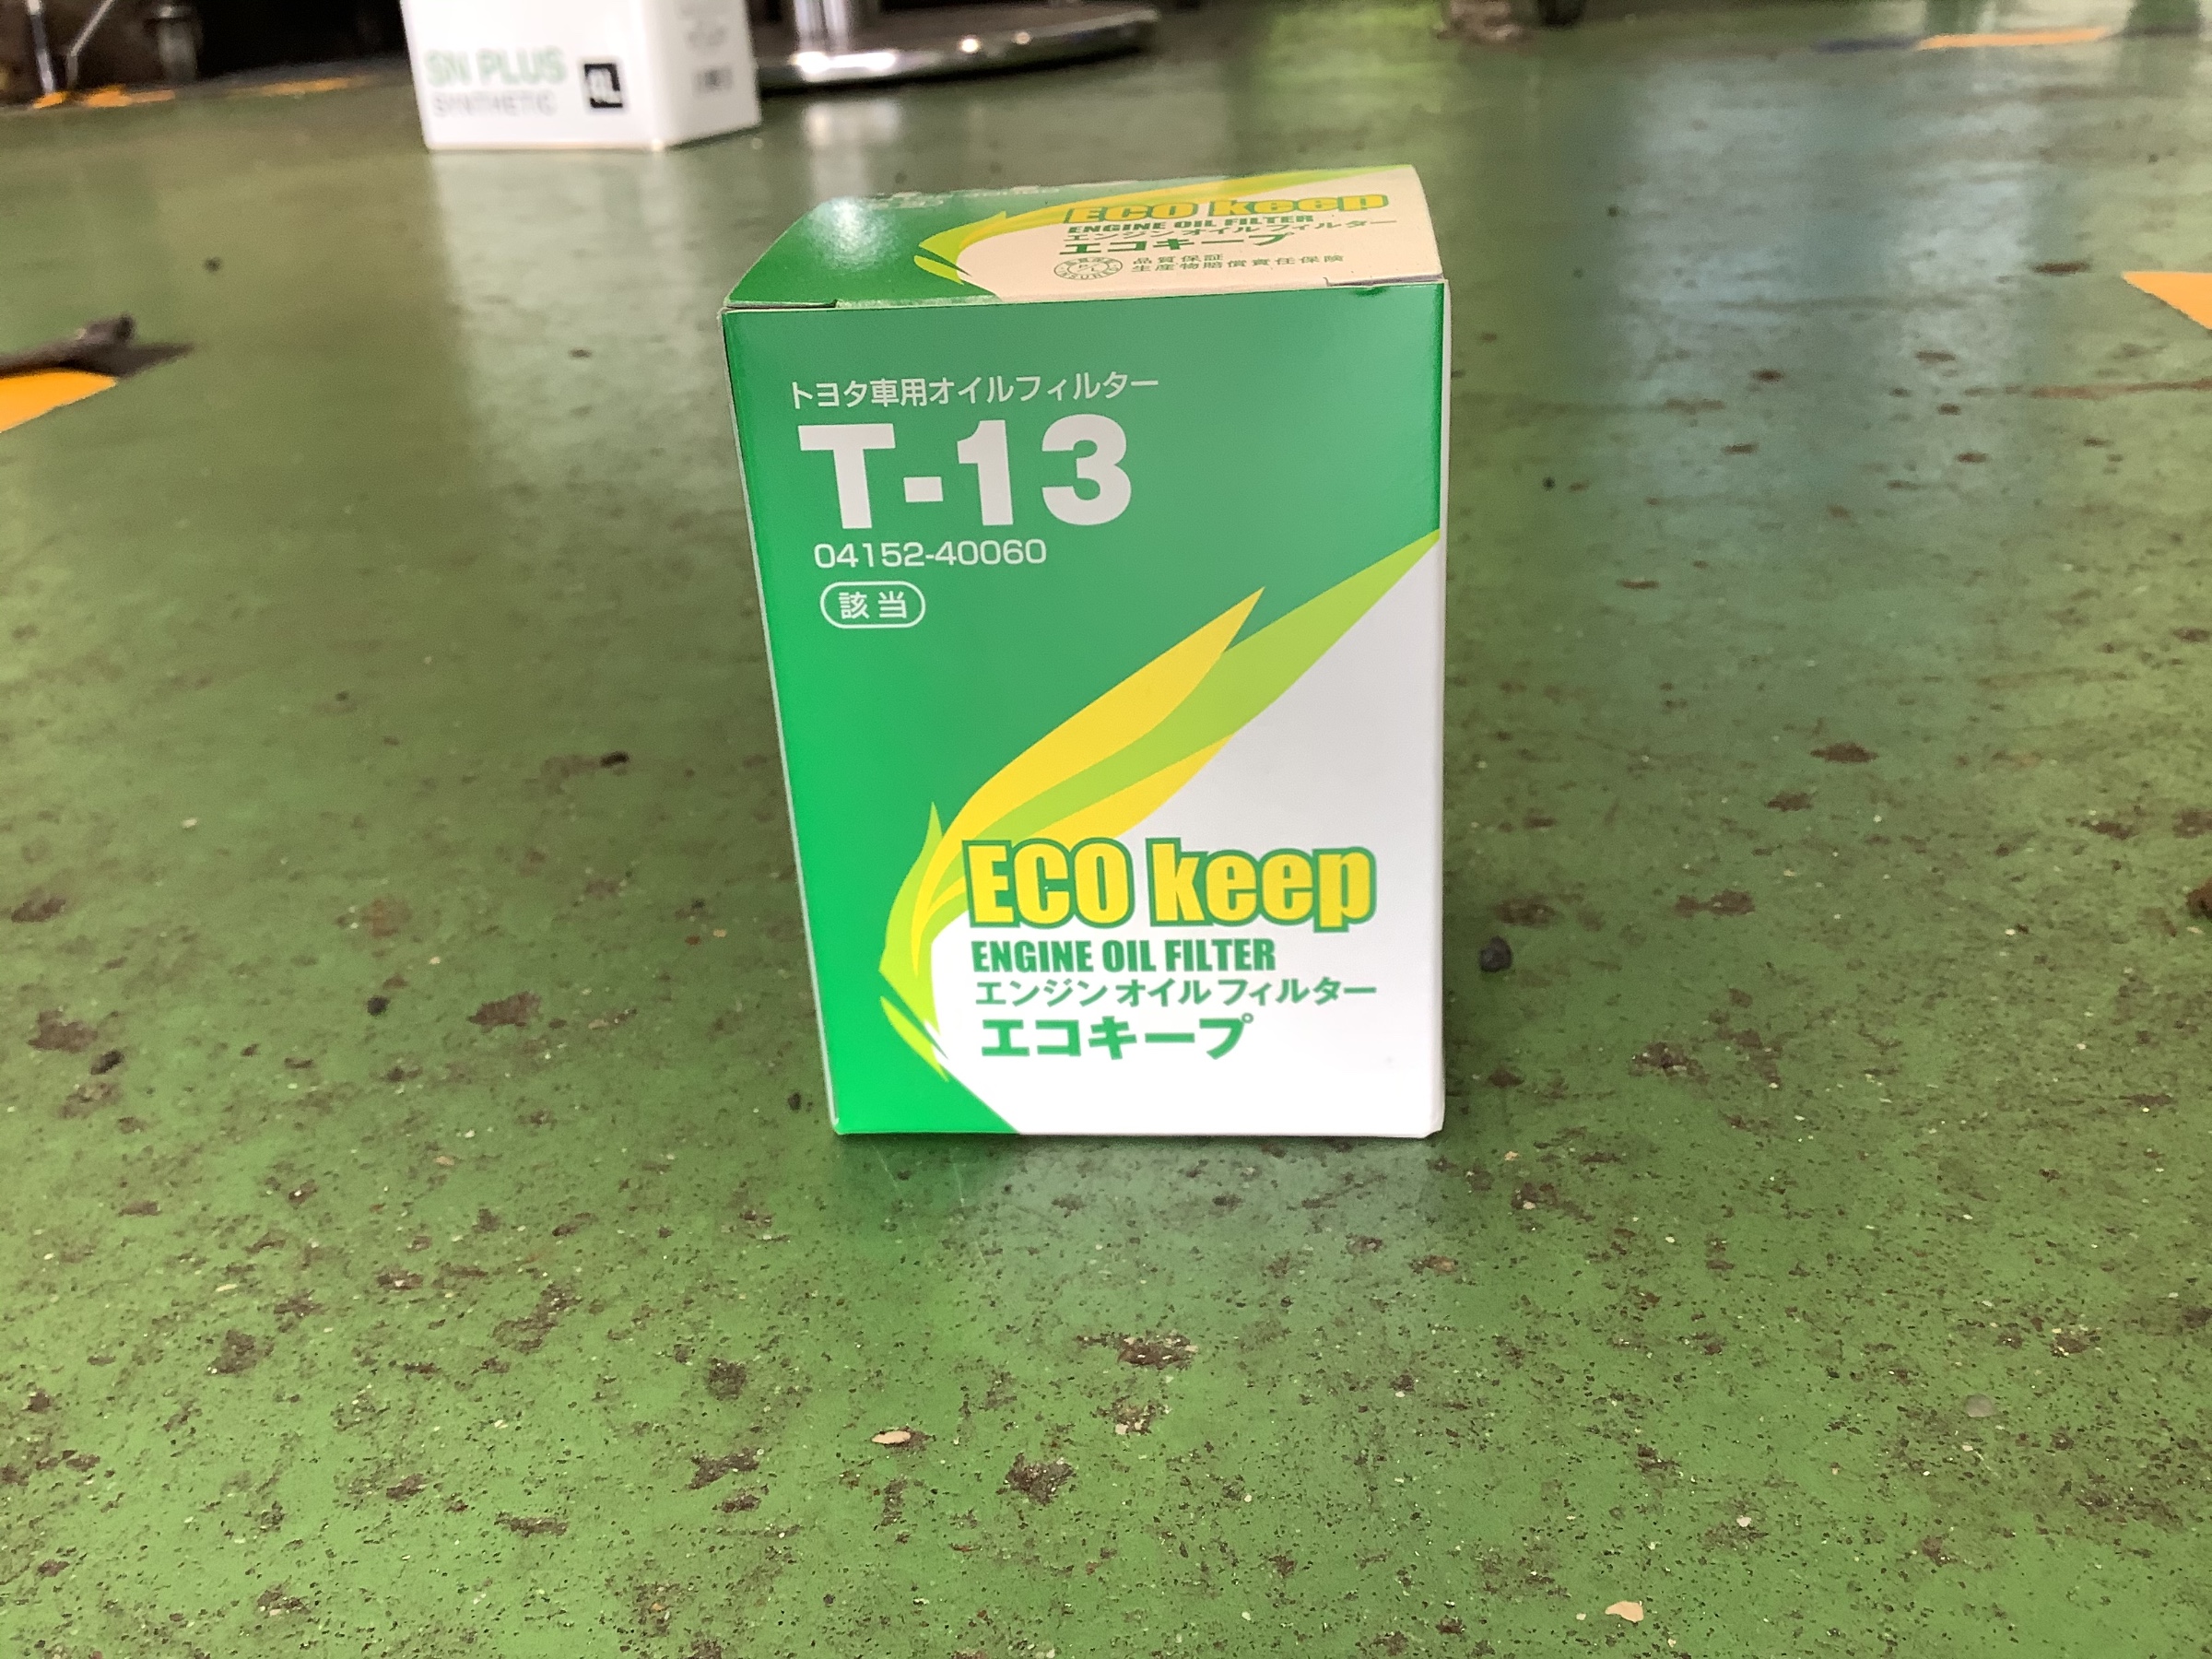 SN PLUS
SYNTHETIC
4L
ECO keep
ENGINE OIL FILTER
エンジン オイル フィルター
エコキープ
品質保証
生産物賠償責任保険
トヨタ車用オイルフィルター
T-13
04152-40060
該当
ECO keep
ENGINE OIL FILTER
エンジン オイル フィルター
エコキープ